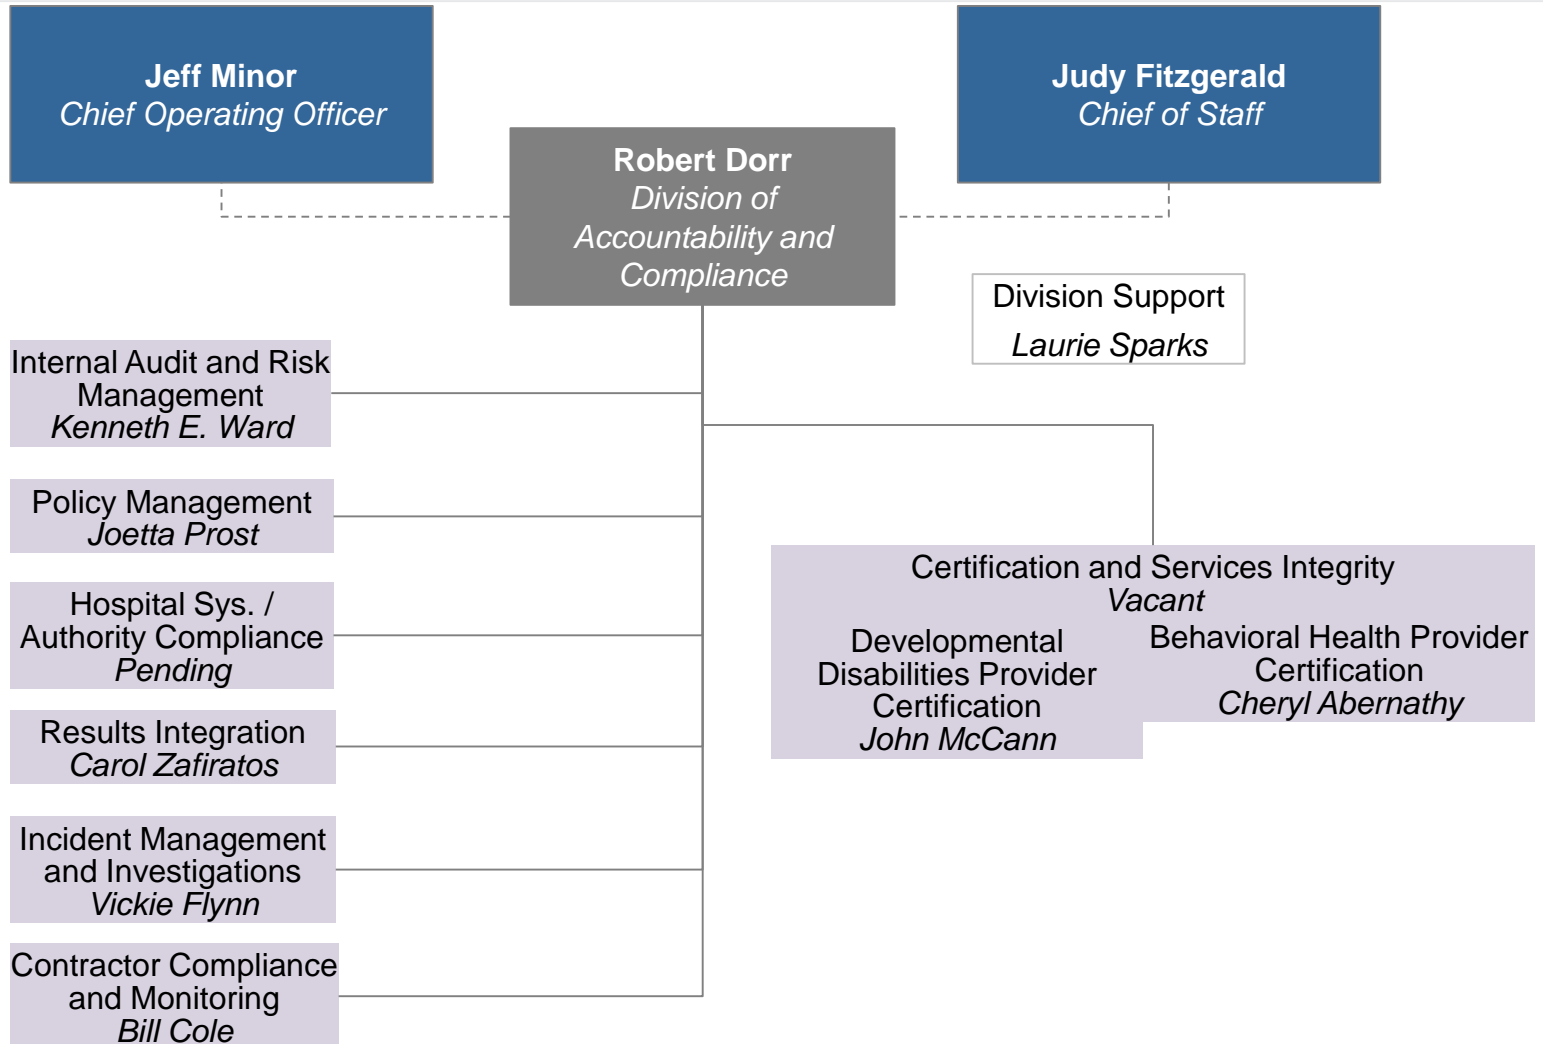 Jeff Minor
Chief Operating Officer
Judy Fitzgerald
Chief of Staff
Robert Dorr
Division of
Accountability and
Compliance
Division Support
Laurie Sparks
Internal Audit and Risk
Management
Kenneth E. Ward
Policy Management
Joetta Prost
Hospital Sys. /
Authority Compliance
Pending
Results Integration
Carol Zafiratos
Incident Management
and Investigations
Vickie Flynn
Contractor Compliance
and Monitoring
Bill Cole
Certification and Services Integrity
Vacant
Developmental
Disabilities Provider
Certification
John McCann
Behavioral Health Provider
Certification
Cheryl Abernathy